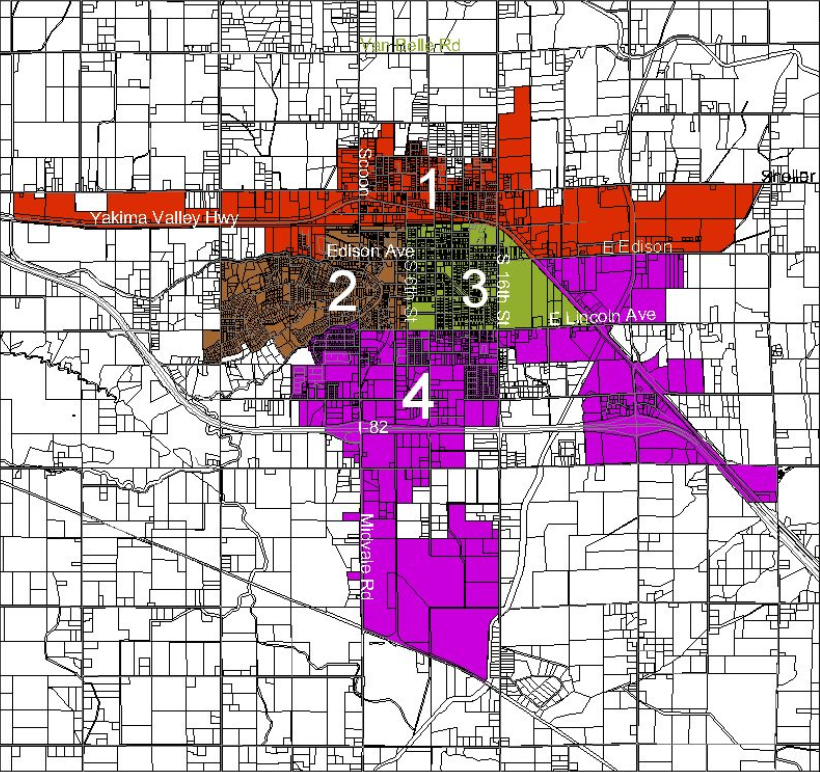 Van Belle Rd
Scoon
1
Sheller
Yakima Valley Hwy
Edison Ave
E Edison
2
S 6th St
3
S 16th St
E Lincoln Ave
4
I-82
Midvale Rd